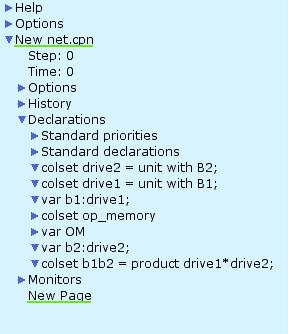 Help
Options
New net.cpn
Step: 0
Time: 0
Options
History
Declarations
Standard priorities
Standard declarations
colset drive2 = unit with B2;
colset drive1 = unit with B1;
var b1:drive1;
colset op_memory
var OM
var b2:drive2;
colset b1b2 = product drive1*drive2;
Monitors
New Page